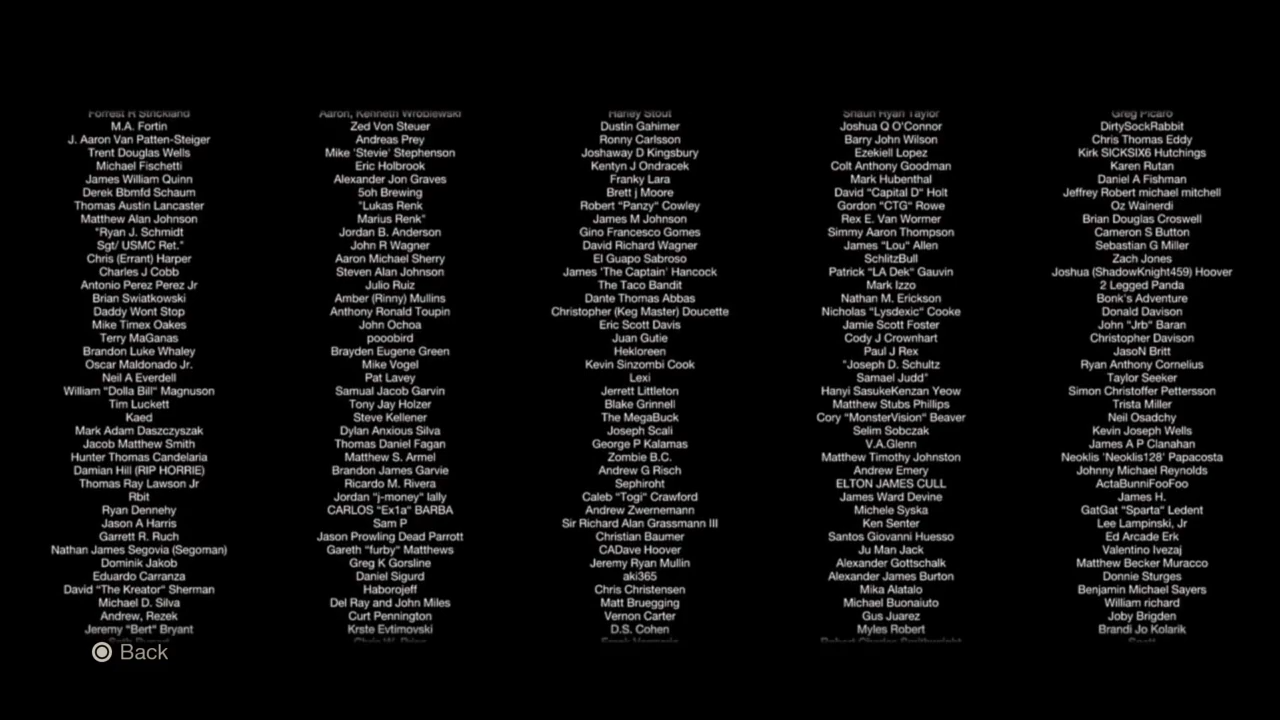 Forrest R Strickland
M.A. Fortin
J. Aaron Van Patten-Steiger
Trent Douglas Wells
Michael Fischetti
James William Quinn
Derek Bbmfd Schaum
Thomas Austin Lancaster
Matthew Alan Johnson
"Ryan J. Schmidt
Sgt/ USMC Ret."
Chris (Errant) Harper
Charles J Cobb
Antonio Perez Perez Jr
Brian Swiatkowski
Daddy Wont Stop
Mike Timex Oakes
Terry MaGanas
Brandon Luke Whaley
Oscar Maldonado Jr.
Neil A Everdell
William "Dolla Bill" Magnuson
Tim Luckett
Kaed
Mark Adam Daszczyszak
Jacob Matthew Smith
Hunter Thomas Candelaria
Damian Hill (RIP HORRIE)
Thomas Ray Lawson Jr
Rbit
Ryan Dennehy
Jason A Harris
Garrett R. Ruch
Nathan James Segovia (Segoman)
Dominik Jakob
Eduardo Carranza
David "The Kreator" Sherman
Michael D. Silva
Andrew, Rezek
Jeremy "Bert" Bryant
Aaron, Kenneth Wroblewski
Zed Von Steuer
Andreas Prey
Mike 'Stevie' Stephenson
Eric Holbrook
Alexander Jon Graves
5oh Brewing
"Lukas Renk
Marius Renk"
Jordan B. Anderson
John R Wagner
Aaron Michael Sherry
Steven Alan Johnson
Julio Ruiz
Amber (Rinny) Mullins
Anthony Ronald Toupin
John Ochoa
pooobird
Brayden Eugene Green
Mike Vogel
Pat Lavey
Samual Jacob Garvin
Tony Jay Holzer
Steve Kellener
Dylan Anxious Silva
Thomas Daniel Fagan
Matthew S. Armel
Brandon James Garvie
Ricardo M. Rivera
Jordan "j-money" lally
CARLOS "Ex1a" BARBA
Sam P
Jason Prowling Dead Parrott
Gareth "furby" Matthews
Greg K Gorsline
Daniel Sigurd
Haborojeff
Del Ray and John Miles
Curt Pennington
Krste Evtimovski
Harley Stout
Dustin Gahimer
Ronny Carlsson
Joshaway D Kingsbury
Kentyn J Ondracek
Franky Lara
Brett j Moore
Robert "Panzy" Cowley
James M Johnson
Gino Francesco Gomes
David Richard Wagner
El Guapo Sabroso
James 'The Captain' Hancock
The Taco Bandit
Dante Thomas Abbas
Christopher (Keg Master) Doucette
Eric Scott Davis
Juan Gutie
Hekloreen
Kevin Sinzombi Cook
Lexi
Jerrett Littleton
Blake Grinnell
The MegaBuck
Joseph Scali
George P Kalamas
Zombie B.C.
Andrew G Risch
Sephiroht
Caleb "Togi" Crawford
Andrew Zwernemann
Sir Richard Alan Grassmann III
Christian Baumer
CADave Hoover
Jeremy Ryan Mullin
aki365
Chris Christensen
Matt Bruegging
Vernon Carter
D.S. Cohen
Shaun Ryan Taylor
Joshua Q O'Connor
Barry John Wilson
Ezekiell Lopez
Colt Anthony Goodman
Mark Hubenthal
David "Capital D" Holt
Gordon "CTG" Rowe
Rex E. Van Wormer
Simmy Aaron Thompson
James "Lou" Allen
SchlitzBull
Patrick "LA Dek" Gauvin
Mark Izzo
Nathan M. Erickson
Nicholas "Lysdexic" Cooke
Jamie Scott Foster
Cody J Crownhart
Paul J Rex
"Joseph D. Schultz
Samael Judd"
Hanyi SasukeKenzan Yeow
Matthew Stubs Phillips
Cory "MonsterVision" Beaver
Selim Sobczak
V.A.Glenn
Matthew Timothy Johnston
Andrew Emery
ELTON JAMES CULL
James Ward Devine
Michele Syska
Ken Senter
Santos Giovanni Huesso
Ju Man Jack
Alexander Gottschalk
Alexander James Burton
Mika Alatalo
Michael Buonaiuto
Gus Juarez
Myles Robert
Greg Picaro
DirtySockRabbit
Chris Thomas Eddy
Kirk SICKSIX6 Hutchings
Karen Rutan
Daniel A Fishman
Jeffrey Robert michael mitchell
Oz Wainerdi
Brian Douglas Croswell
Cameron S Button
Sebastian G Miller
Zach Jones
Joshua (ShadowKnight459) Hoover
2 Legged Panda
Bonk's Adventure
Donald Davison
John "Jrb" Baran
Christopher Davison
JasoN Britt
Ryan Anthony Cornelius
Taylor Seeker
Simon Christoffer Pettersson
Trista Miller
Neil Osadchy
Kevin Joseph Wells
James A P Clanahan
Neoklis 'Neoklis128' Papacosta
Johnny Michael Reynolds
ActaBunniFooFoo
James H.
GatGat "Sparta" Ledent
Lee Lampinski, Jr
Ed Arcade Erk
Valentino Ivezaj
Matthew Becker Muracco
Donnie Sturges
Benjamin Michael Sayers
William richard
Joby Brigden
Brandi Jo Kolarik
Back